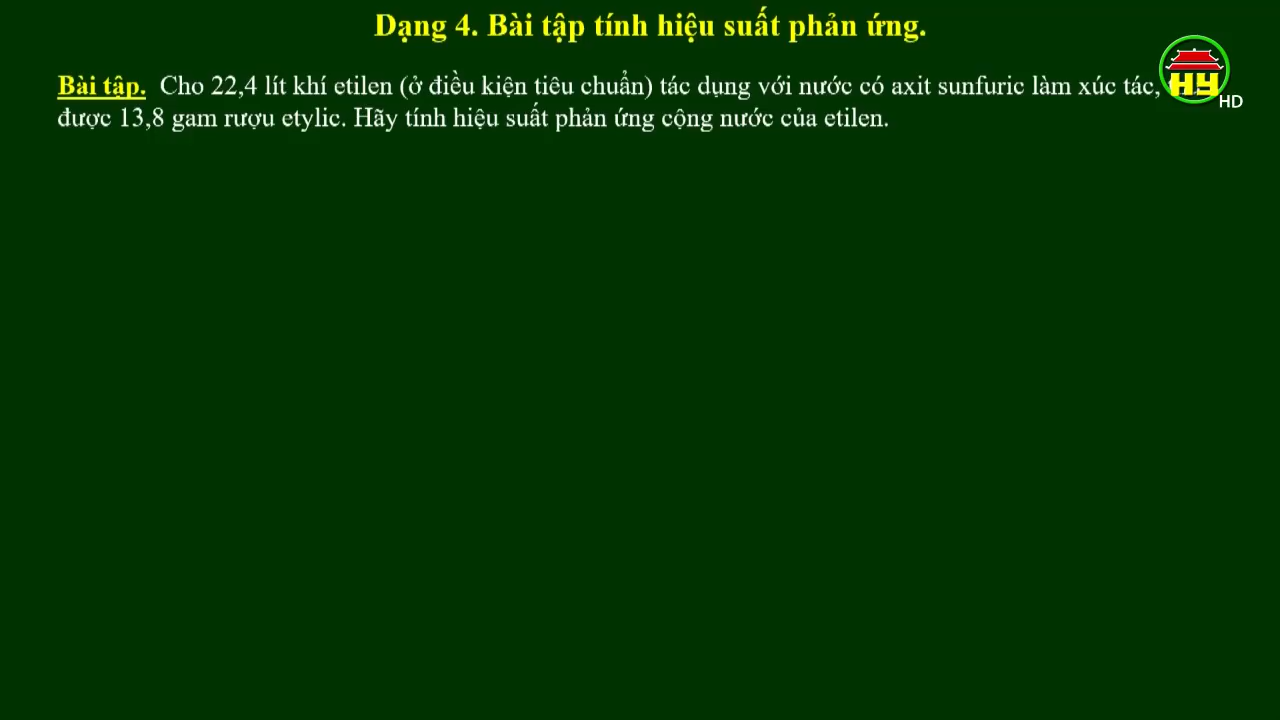 Dạng 4. Bài tập tính hiệu suất phản ứng.
Bài tập. Cho 22,4 lít khí etilen (ở điều kiện tiêu chuẩn) tác dụng với nước có axit sunfuric làm xúc tác,
được 13,8 gam rượu etylic. Hãy tính hiệu suất phản ứng cộng nước của etilen.
HY
HD